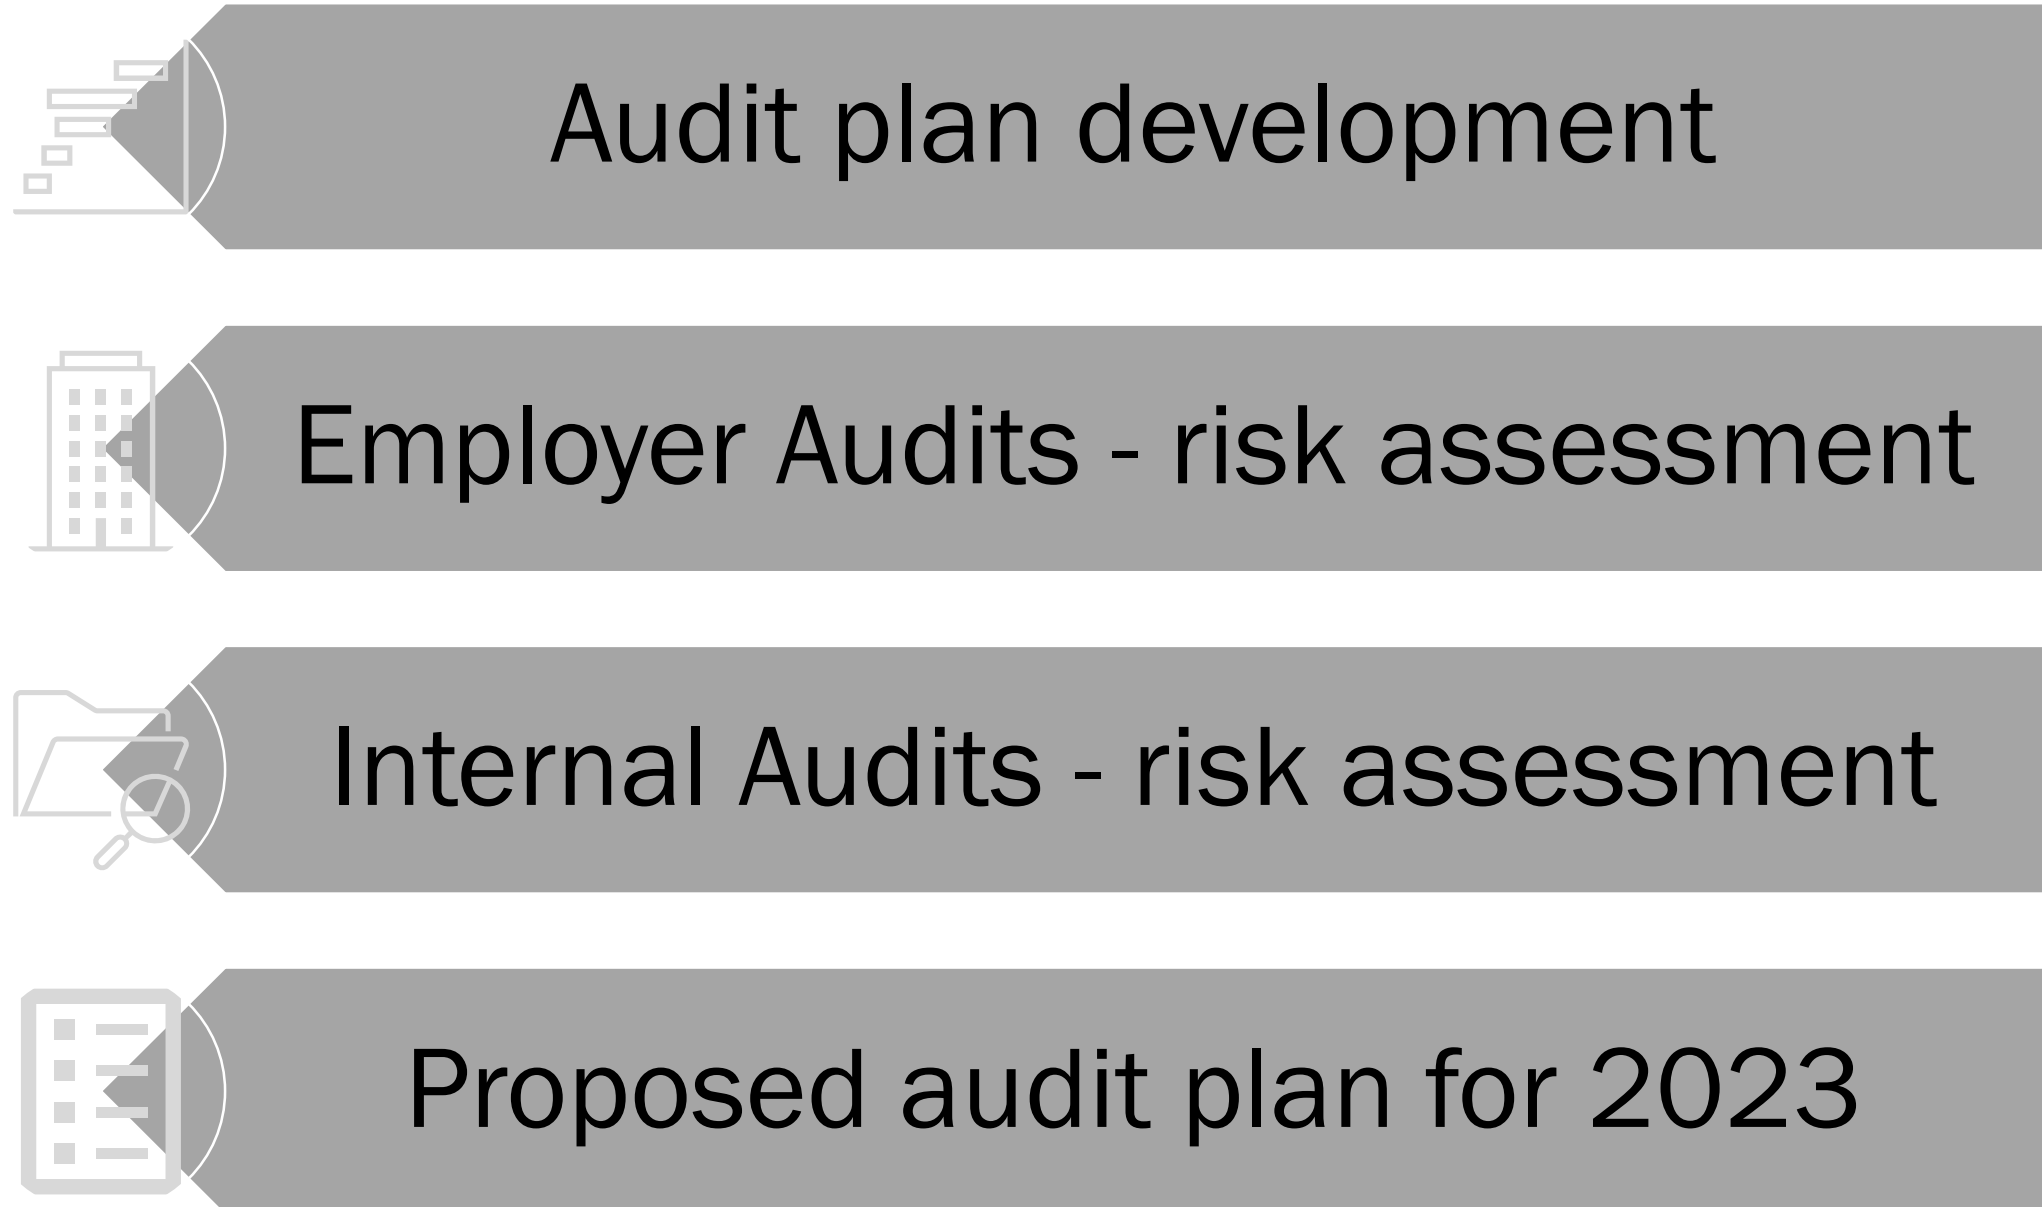 Audit plan development
Employer Audits - risk assessment
Internal Audits - risk assessment
Proposed audit plan for 2023